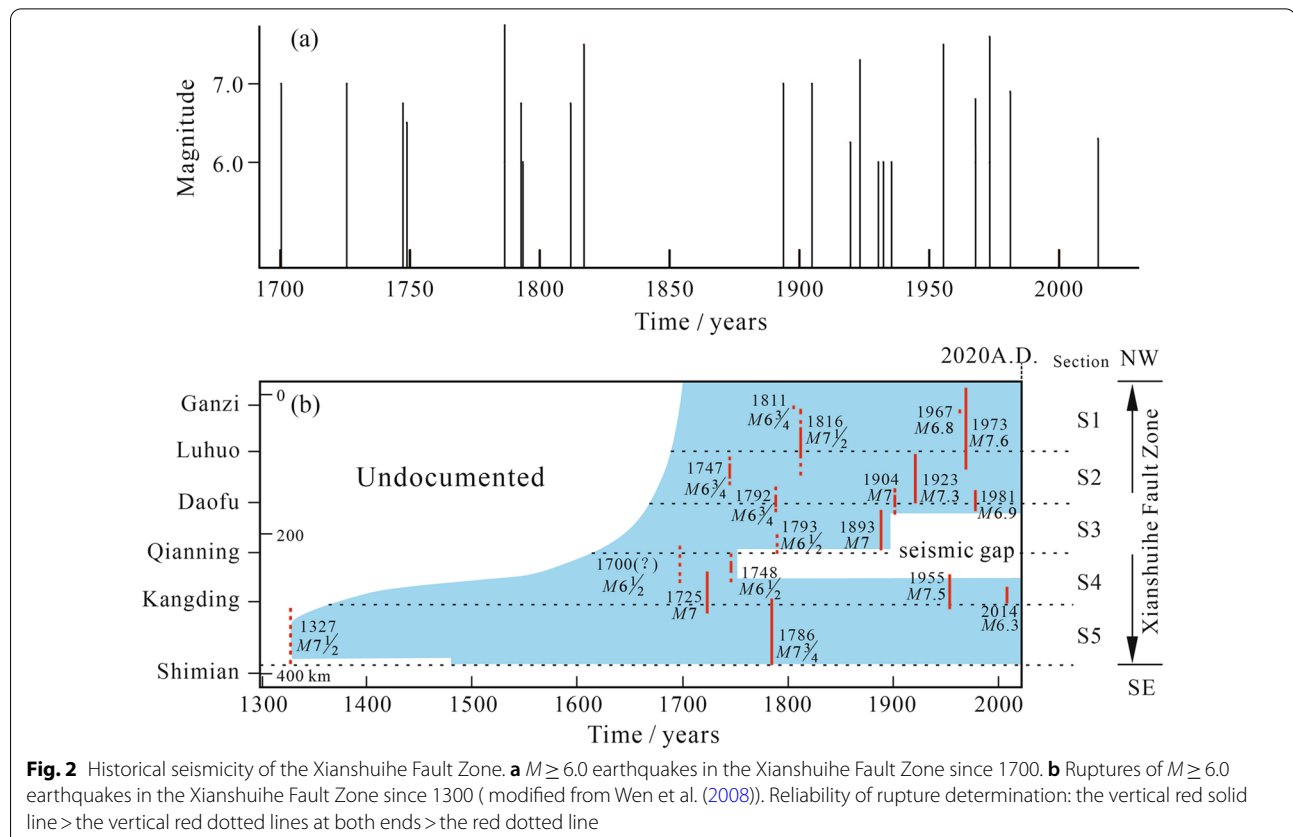 (a)
Magnitude
7.0
6.0
1700 1750 1800 1850 1900 1950 2000
Time / years
2020A.D.
Section NW
(b)
Ganzi
Luhuo
Daofu
Qianning
Kangding
Shimian
0
200
400 km
Undocumented
1811
M6¾
1816
M7½
1967
M6.8
1973
M7.6
1747
M6¾
1792
M6¾
1904
M7
1923
M7.3
1981
M6.9
1793
M6½
1893
M7
seismic gap
1700(?)
M6½
1748
M6½
1725
M7
1955
M7.5
2014
M6.3
1327
M7½
1786
M7¾
S1
S2
S3
S4
S5
Xianshuihe Fault Zone
SE
1300 1400 1500 1600 1700 1800 1900 2000
Time / years
Fig. 2 Historical seismicity of the Xianshuihe Fault Zone. a M ≥ 6.0 earthquakes in the Xianshuihe Fault Zone since 1700. b Ruptures of M ≥ 6.0
earthquakes in the Xianshuihe Fault Zone since 1300 ( modified from Wen et al. (2008)). Reliability of rupture determination: the vertical red solid
line > the vertical red dotted lines at both ends > the red dotted line